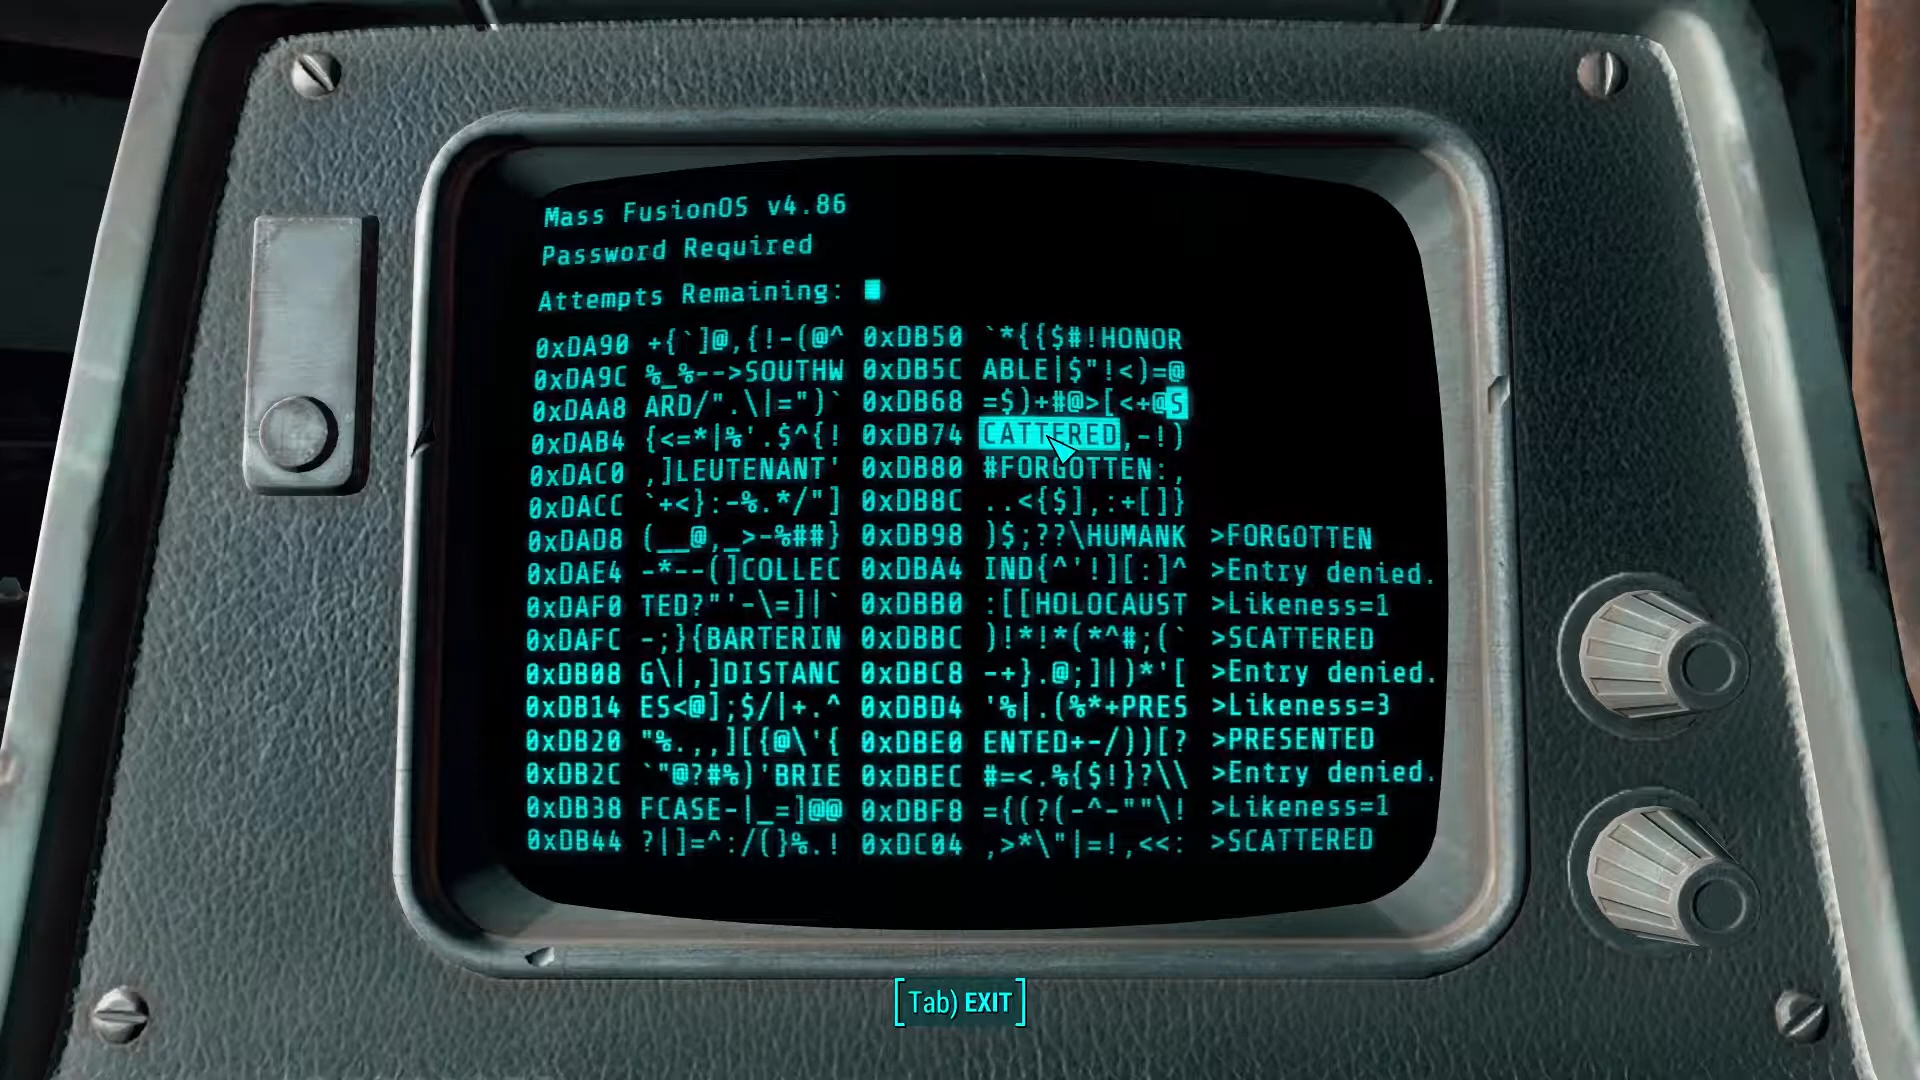 Mass FusionOS v4.86
Password Required
Attempts Remaining: ■
0xDA90 +{`]@,{!-(@^ 0xDB50 `*{{$#!HONOR
0xDA9C %_%-->SOUTHW 0xDB5C ABLE|$"!<)=@
0xDAA8 ARD/".\|=")` 0xDB68 =$)+#@>[<+@S
0xDAB4 {<=*|%'.$^{! 0xDB74 CATTERED,-!)
0xDAC0 ,]LEUTENANT' 0xDB80 #FORGOTTEN:,
0xDACC `+<}:-%.*/"] 0xDB8C ..<{$],:+[]}
0xDAD8 (__@,_>-%##} 0xDB98 )$;??\HUMANK >FORGOTTEN
0xDAE4 -*--(]COLLEC 0xDBA4 IND{^'!][:]^ >Entry denied.
0xDAF0 TED?"'-\=]|` 0xDBB0 :[[HOLOCAUST >Likeness=1
0xDAFC -;}{BARTERIN 0xDBBC )!*!*(*^#;(` >SCATTERED
0xDB08 G\|,]DISTANC 0xDBC8 -+}.@;]|)*'[ >Entry denied.
0xDB14 ES<@];$/|+.^ 0xDBD4 '%|.(%*+PRES >Likeness=3
0xDB20 "%.,,][{@\'{ 0xDBE0 ENTED+-/))[? >PRESENTED
0xDB2C `"@?#%)'BRIE 0xDBEC #=<.%{$!}?\\ >Entry denied.
0xDB38 FCASE-|_=]@@ 0xDBF8 ={(?(-^-""\! >Likeness=1
0xDB44 ?|]=^:/(}%.! 0xDC04 ,>*\"|=!,<<: >SCATTERED
[Tab) EXIT]